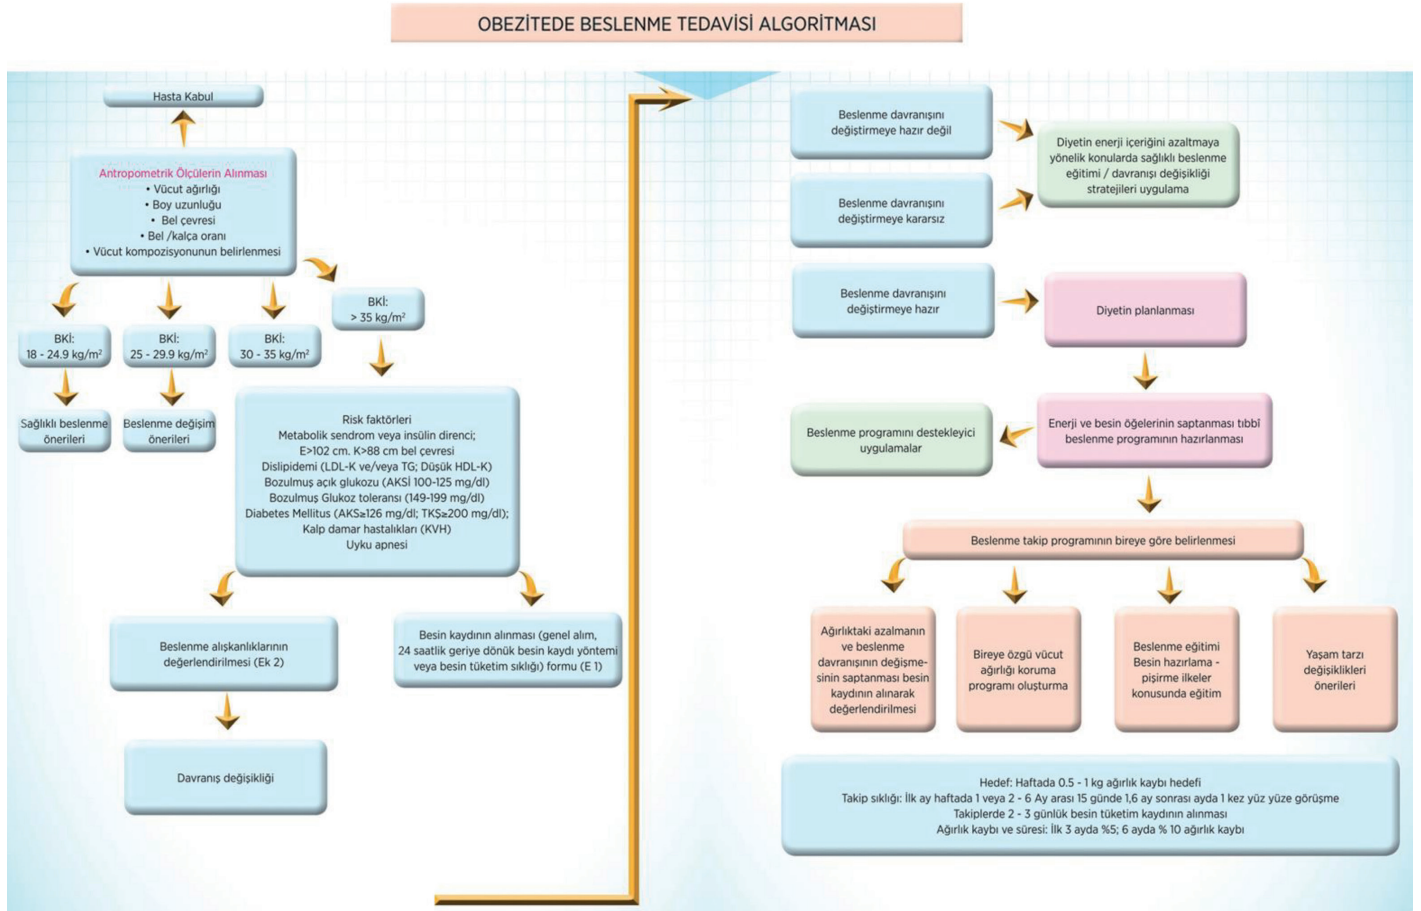 OBEZİTEDE BESLENME TEDAVİSİ ALGORİTMASI
Hasta Kabul
Antropometrik Ölçülerin Alınması
• Vücut ağırlığı
• Boy uzunluğu
• Bel çevresi
• Bel /kalça oranı
• Vücut kompozisyonunun belirlenmesi
BKİ:
18 - 24.9 kg/m²
BKİ:
25 - 29.9 kg/m²
BKİ:
30 - 35 kg/m²
BKİ:
> 35 kg/m²
Sağlıklı beslenme
önerileri
Beslenme değişim
önerileri
Risk faktörleri
Metabolik sendrom veya insülin direnci;
E>102 cm. K>88 cm bel çevresi
Dislipidemi (LDL-K ve/veya TG; Düşük HDL-K)
Bozulmuş açık glukozu (AKSİ 100-125 mg/dl)
Bozulmuş Glukoz toleransı (149-199 mg/dl)
Diabetes Mellitus (AKS≥126 mg/dl; TKŞ≥200 mg/dl);
Kalp damar hastalıkları (KVH)
Uyku apnesi
Beslenme alışkanlıklarının
değerlendirilmesi (Ek 2)
Besin kaydının alınması (genel alım,
24 saatlik geriye dönük besin kaydı yöntemi
veya besin tüketim sıklığı) formu (E 1)
Davranış değişikliği
Beslenme davranışını
değiştirmeye hazır değil
Beslenme davranışını
değiştirmeye kararsız
Diyetin enerji içeriğini azaltmaya
yönelik konularda sağlıklı beslenme
eğitimi / davranışı değişikliği
stratejileri uygulama
Beslenme davranışını
değiştirmeye hazır
Diyetin planlanması
Enerji ve besin öğelerinin saptanması tıbbî
beslenme programının hazırlanması
Beslenme programını destekleyici
uygulamalar
Beslenme takip programının bireye göre belirlenmesi
Ağırlıktaki azalmanın
ve beslenme
davranışının değişme-
sinin saptanması besin
kaydının alınarak
değerlendirilmesi
Bireye özgü vücut
ağırlığı koruma
programı oluşturma
Beslenme eğitimi
Besin hazırlama -
pişirme ilkeler
konusunda eğitim
Yaşam tarzı
değişiklikleri
önerileri
Hedef: Haftada 0.5 - 1 kg ağırlık kaybı hedefi
Takip sıklığı: İlk ay haftada 1 veya 2 - 6 Ay arası 15 günde 1,6 ay sonrası ayda 1 kez yüz yüze görüşme
Takiplerde 2 - 3 günlük besin tüketim kaydının alınması
Ağırlık kaybı ve süresi: İlk 3 ayda %5; 6 ayda % 10 ağırlık kaybı